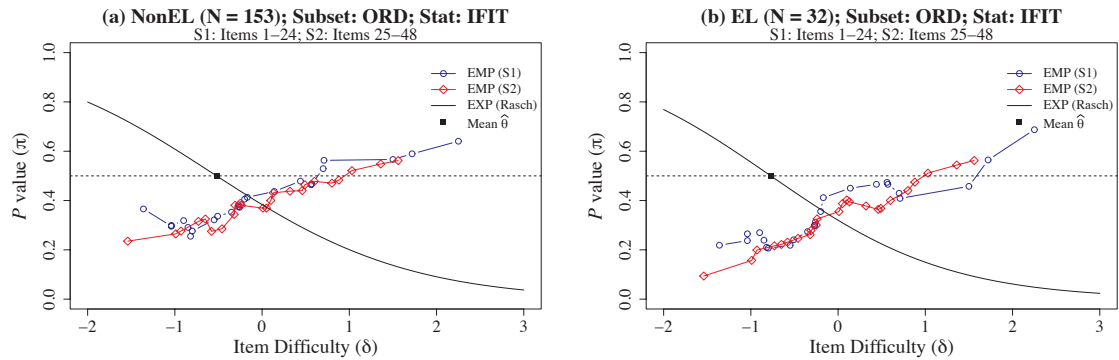 (a) NonEL (N = 153); Subset: ORD; Stat: IFIT
S1: Items 1–24; S2: Items 25–48
EMP (S1)
EMP (S2)
EXP (Rasch)
Mean θ̂
P value (π)
1.0
0.8
0.6
0.4
0.2
0.0
−2 −1 0 1 2 3
Item Difficulty (δ)
(b) EL (N = 32); Subset: ORD; Stat: IFIT
S1: Items 1–24; S2: Items 25–48
EMP (S1)
EMP (S2)
EXP (Rasch)
Mean θ̂
P value (π)
1.0
0.8
0.6
0.4
0.2
0.0
−2 −1 0 1 2 3
Item Difficulty (δ)